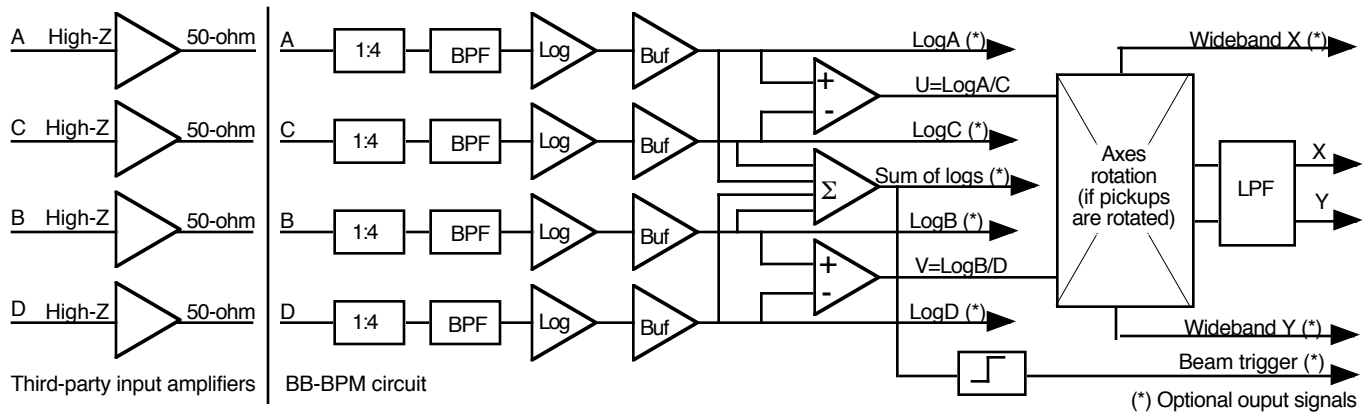 A High-Z 50-ohm
C High-Z 50-ohm
B High-Z 50-ohm
D High-Z 50-ohm
Third-party input amplifiers
A 1:4 BPF Log Buf LogA (*)
+ - U=LogA/C
C 1:4 BPF Log Buf LogC (*)
Σ Sum of logs (*)
B 1:4 BPF Log Buf LogB (*)
+ - V=LogB/D
D 1:4 BPF Log Buf LogD (*)
BB-BPM circuit
Wideband X (*)
Axes
rotation
(if pickups
are rotated)
LPF
X
Y
Wideband Y (*)
Beam trigger (*)
(*) Optional ouput signals